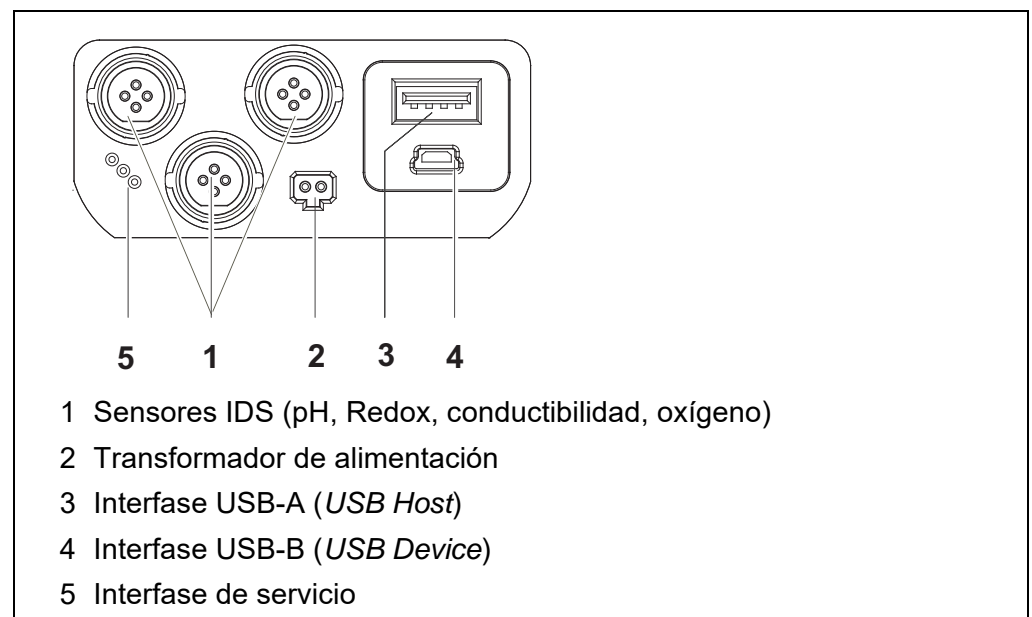 5 1 2 3 4
1 Sensores IDS (pH, Redox, conductibilidad, oxígeno)
2 Transformador de alimentación
3 Interfase USB-A (USB Host)
4 Interfase USB-B (USB Device)
5 Interfase de servicio